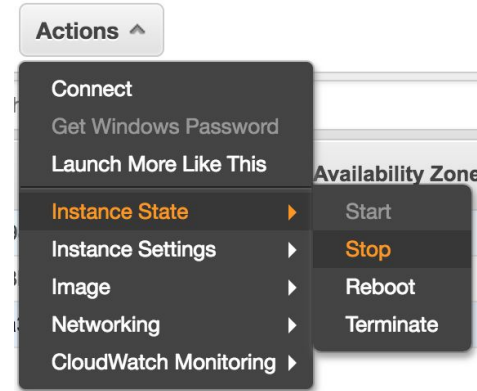 Actions
Connect
Get Windows Password
Launch More Like This
Availability Zone
Instance State
Start
Instance Settings
Stop
Image
Reboot
Networking
Terminate
CloudWatch Monitoring